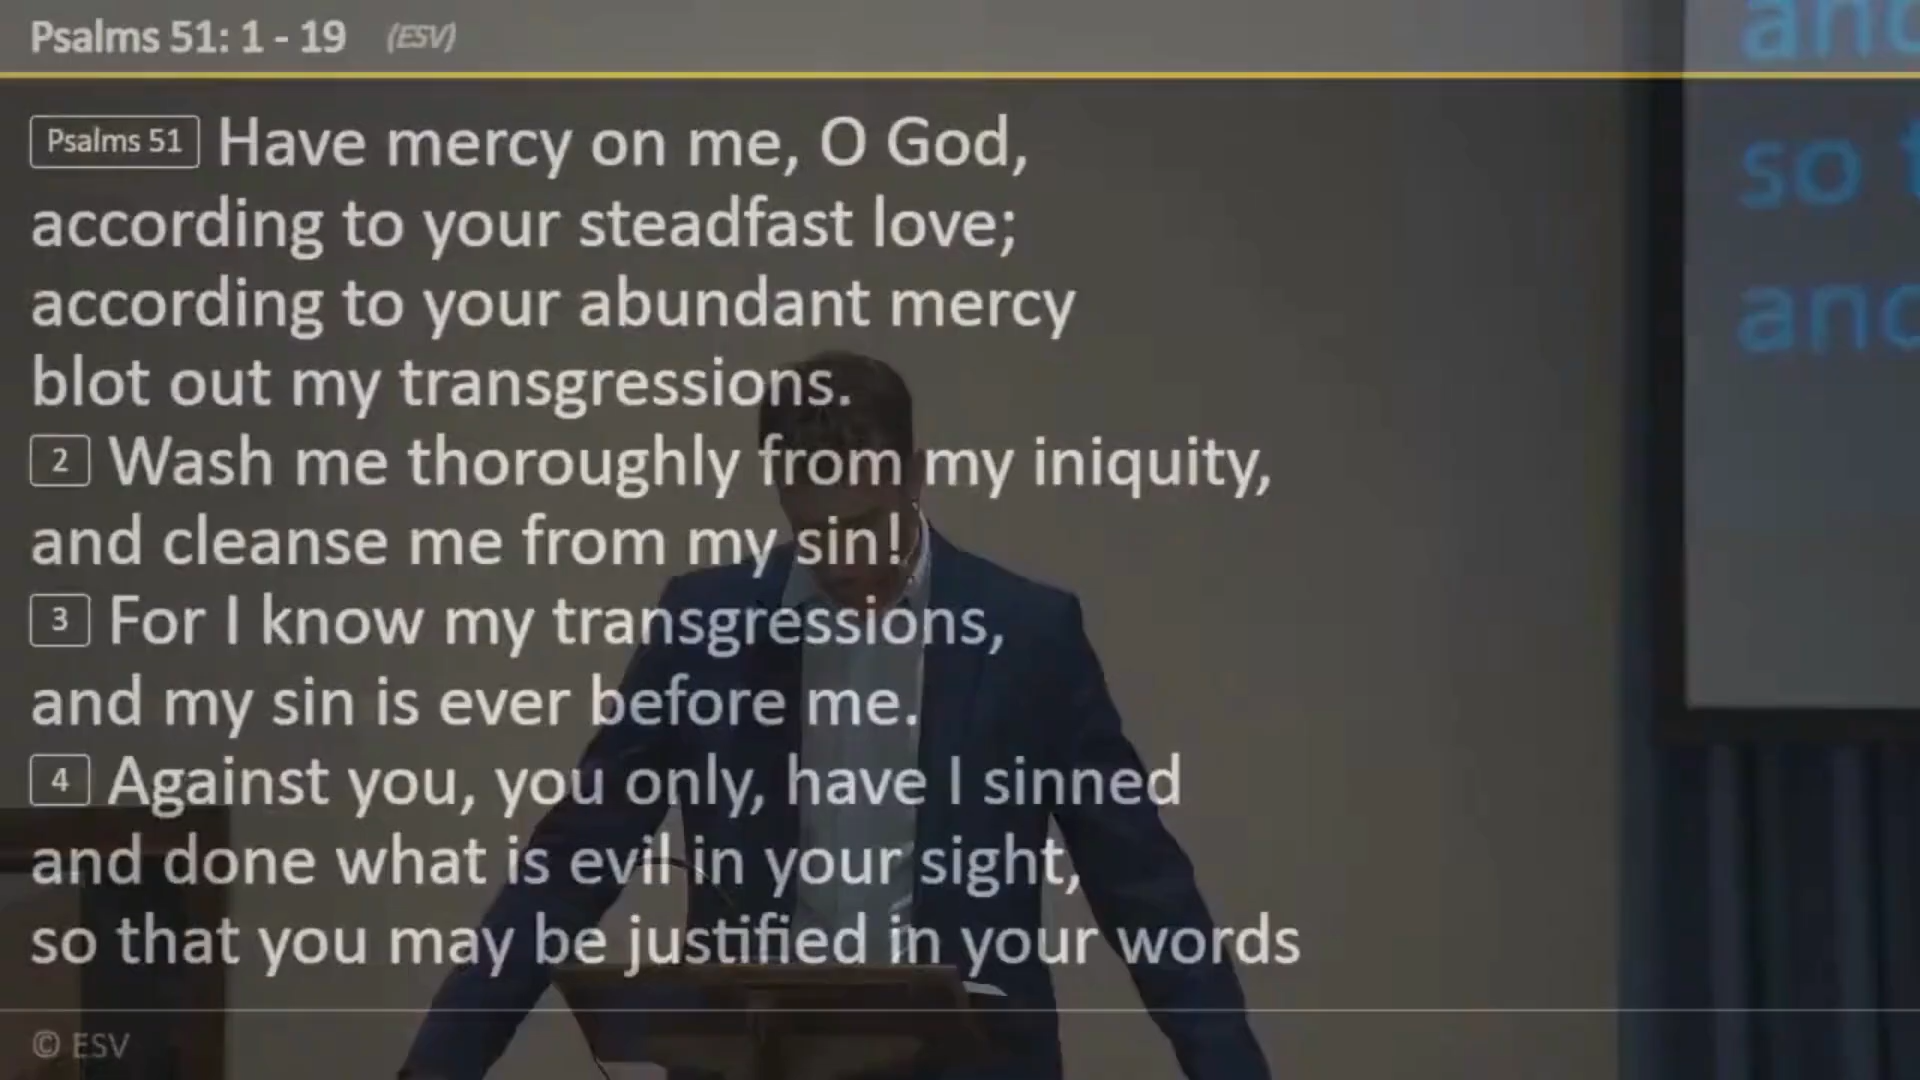 Psalms 51: 1 - 19 (ESV)
Psalms 51 Have mercy on me, O God,
according to your steadfast love;
according to your abundant mercy
blot out my transgressions.
2 Wash me thoroughly from my iniquity,
and cleanse me from my sin!
3 For I know my transgressions,
and my sin is ever before me.
4 Against you, you only, have I sinned
and done what is evil in your sight,
so that you may be justified in your words
© ESV
and
so
and